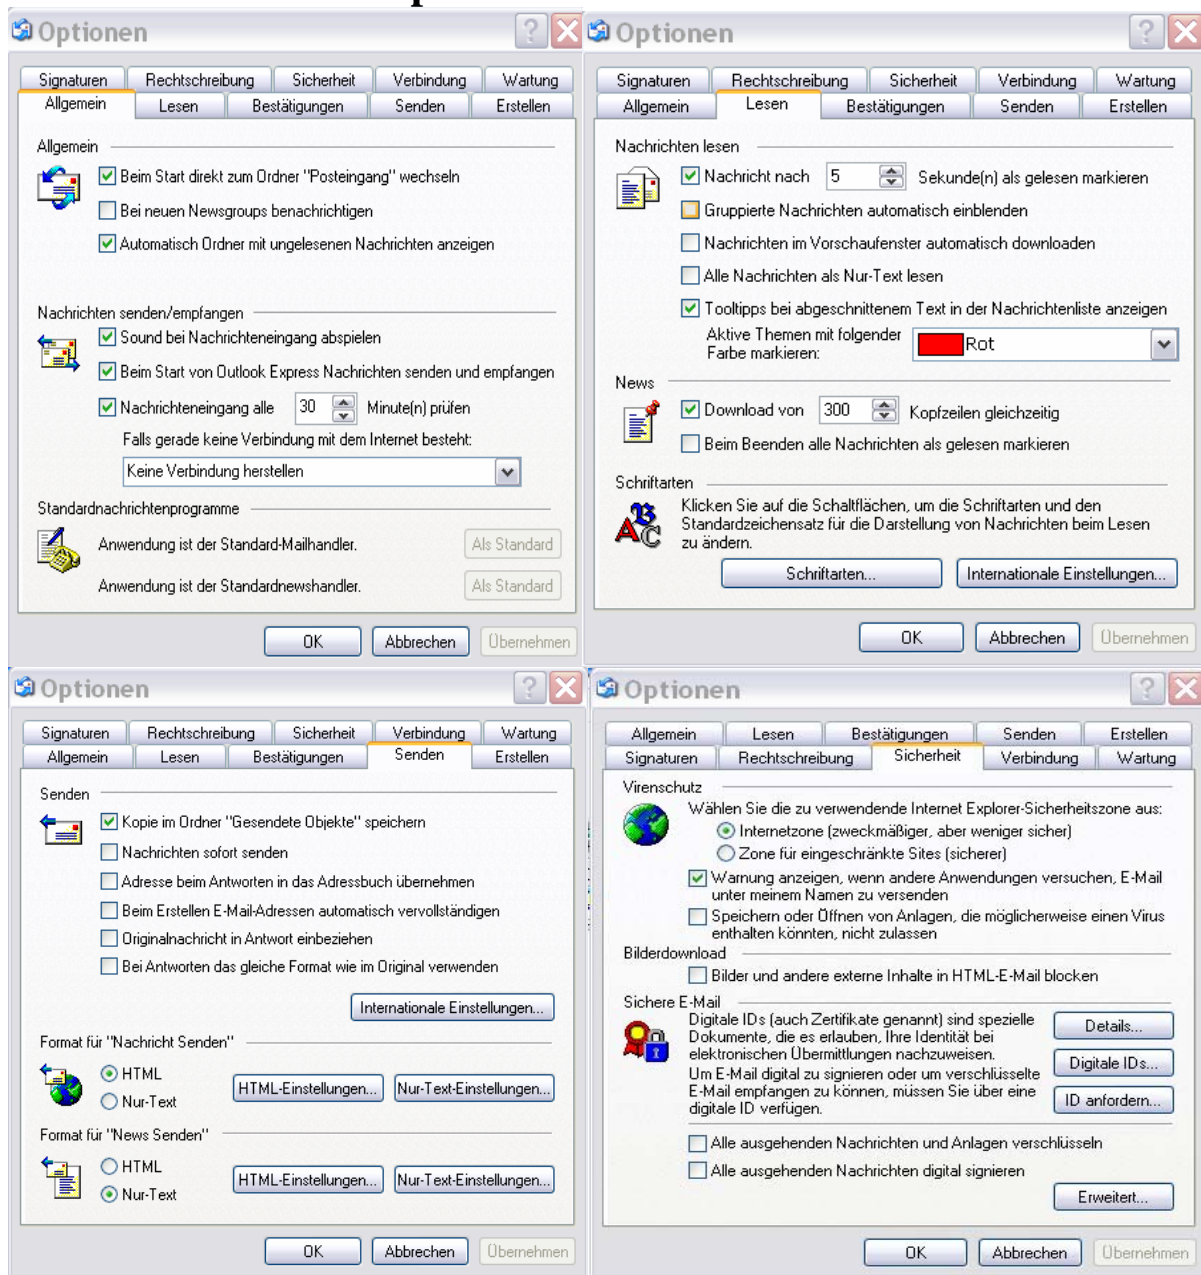 Optionen
Signaturen Rechtschreibung Sicherheit Verbindung Wartung
Allgemein Lesen Bestätigungen Senden Erstellen
Allgemein
Beim Start direkt zum Ordner "Posteingang" wechseln
Bei neuen Newsgroups benachrichtigen
Automatisch Ordner mit ungelesenen Nachrichten anzeigen
Nachrichten senden/empfangen
Sound bei Nachrichteneingang abspielen
Beim Start von Outlook Express Nachrichten senden und empfangen
Nachrichteneingang alle 30 Minute(n) prüfen
Falls gerade keine Verbindung mit dem Internet besteht:
Keine Verbindung herstellen
Standardnachrichtenprogramme
Anwendung ist der Standard-Mailhandler. Als Standard
Anwendung ist der Standardnewshandler. Als Standard
OK Abbrechen Übernehmen
Optionen
Signaturen Rechtschreibung Sicherheit Verbindung Wartung
Allgemein Lesen Bestätigungen Senden Erstellen
Nachrichten lesen
Nachricht nach 5 Sekunde(n) als gelesen markieren
Gruppierte Nachrichten automatisch einblenden
Nachrichten im Vorschaufenster automatisch downloaden
Alle Nachrichten als Nur-Text lesen
Tooltipps bei abgeschnittenem Text in der Nachrichtenliste anzeigen
Aktive Themen mit folgender
Farbe markieren: Rot
News
Download von 300 Kopfzeilen gleichzeitig
Beim Beenden alle Nachrichten als gelesen markieren
Schriftarten
Klicken Sie auf die Schaltflächen, um die Schriftarten und den
Standardzeichensatz für die Darstellung von Nachrichten beim Lesen
zu ändern.
Schriftarten... Internationale Einstellungen...
OK Abbrechen Übernehmen
Optionen
Signaturen Rechtschreibung Sicherheit Verbindung Wartung
Allgemein Lesen Bestätigungen Senden Erstellen
Senden
Kopie im Ordner "Gesendete Objekte" speichern
Nachrichten sofort senden
Adresse beim Antworten in das Adressbuch übernehmen
Beim Erstellen E-Mail-Adressen automatisch vervollständigen
Originalnachricht in Antwort einbeziehen
Bei Antworten das gleiche Format wie im Original verwenden
Internationale Einstellungen...
Format für "Nachricht Senden"
HTML
Nur-Text
HTML-Einstellungen... Nur-Text-Einstellungen...
Format für "News Senden"
HTML
Nur-Text
HTML-Einstellungen... Nur-Text-Einstellungen...
OK Abbrechen Übernehmen
Optionen
Allgemein Lesen Bestätigungen Senden Erstellen
Signaturen Rechtschreibung Sicherheit Verbindung Wartung
Virenschutz
Wählen Sie die zu verwendende Internet Explorer-Sicherheitszone aus:
Internetzone (zweckmäßiger, aber weniger sicher)
Zone für eingeschränkte Sites (sicherer)
Warnung anzeigen, wenn andere Anwendungen versuchen, E-Mail
unter meinem Namen zu versenden
Speichern oder Öffnen von Anlagen, die möglicherweise einen Virus
enthalten könnten, nicht zulassen
Bilderdownload
Bilder und andere externe Inhalte in HTML-E-Mail blocken
Sichere E-Mail
Digitale IDs (auch Zertifikate genannt) sind spezielle
Dokumente, die es erlauben, Ihre Identität bei
elektronischen Übermittlungen nachzuweisen.
Um E-Mail digital zu signieren oder um verschlüsselte
E-Mail empfangen zu können, müssen Sie über eine
digitale ID verfügen.
Details...
Digitale IDs...
ID anfordern...
Alle ausgehenden Nachrichten und Anlagen verschlüsseln
Alle ausgehenden Nachrichten digital signieren
Erweitert...
OK Abbrechen Übernehmen